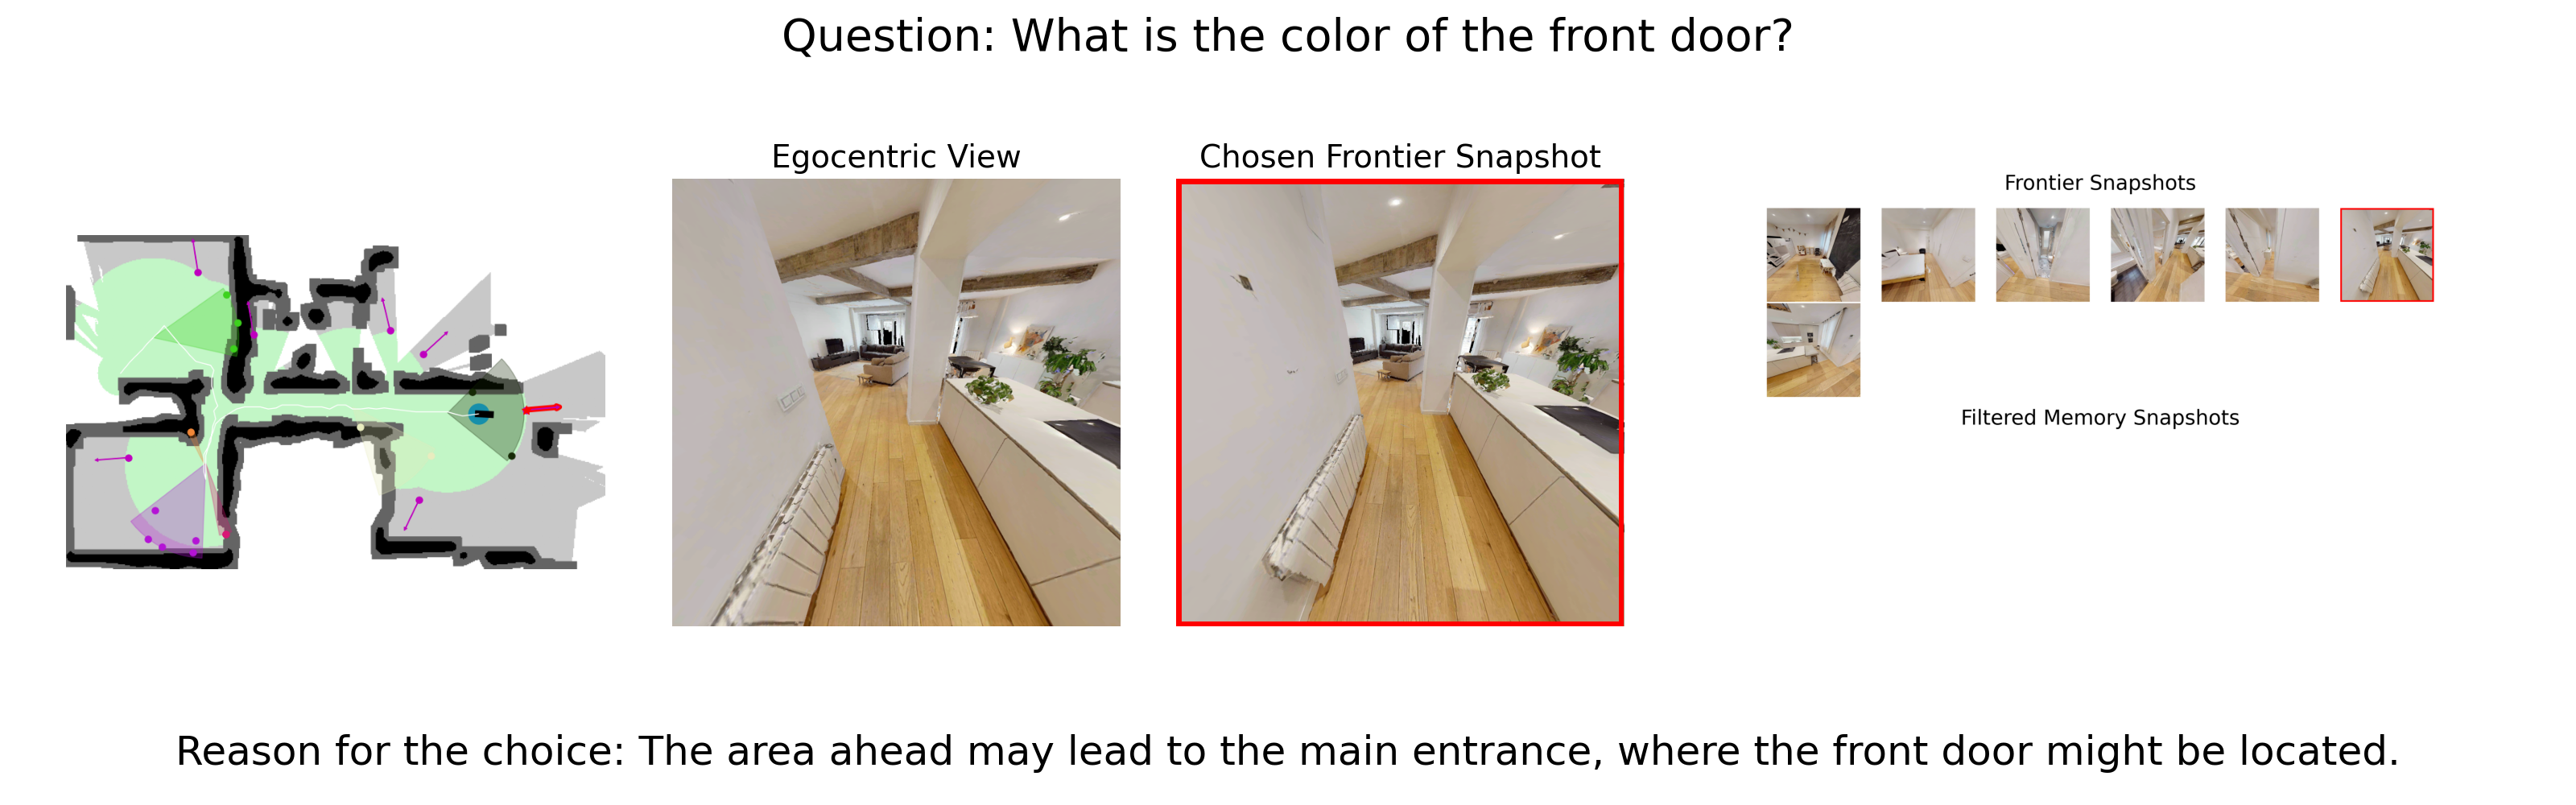 Question: What is the color of the front door?
Egocentric View
Chosen Frontier Snapshot
Frontier Snapshots
Filtered Memory Snapshots
Reason for the choice: The area ahead may lead to the main entrance, where the front door might be located.